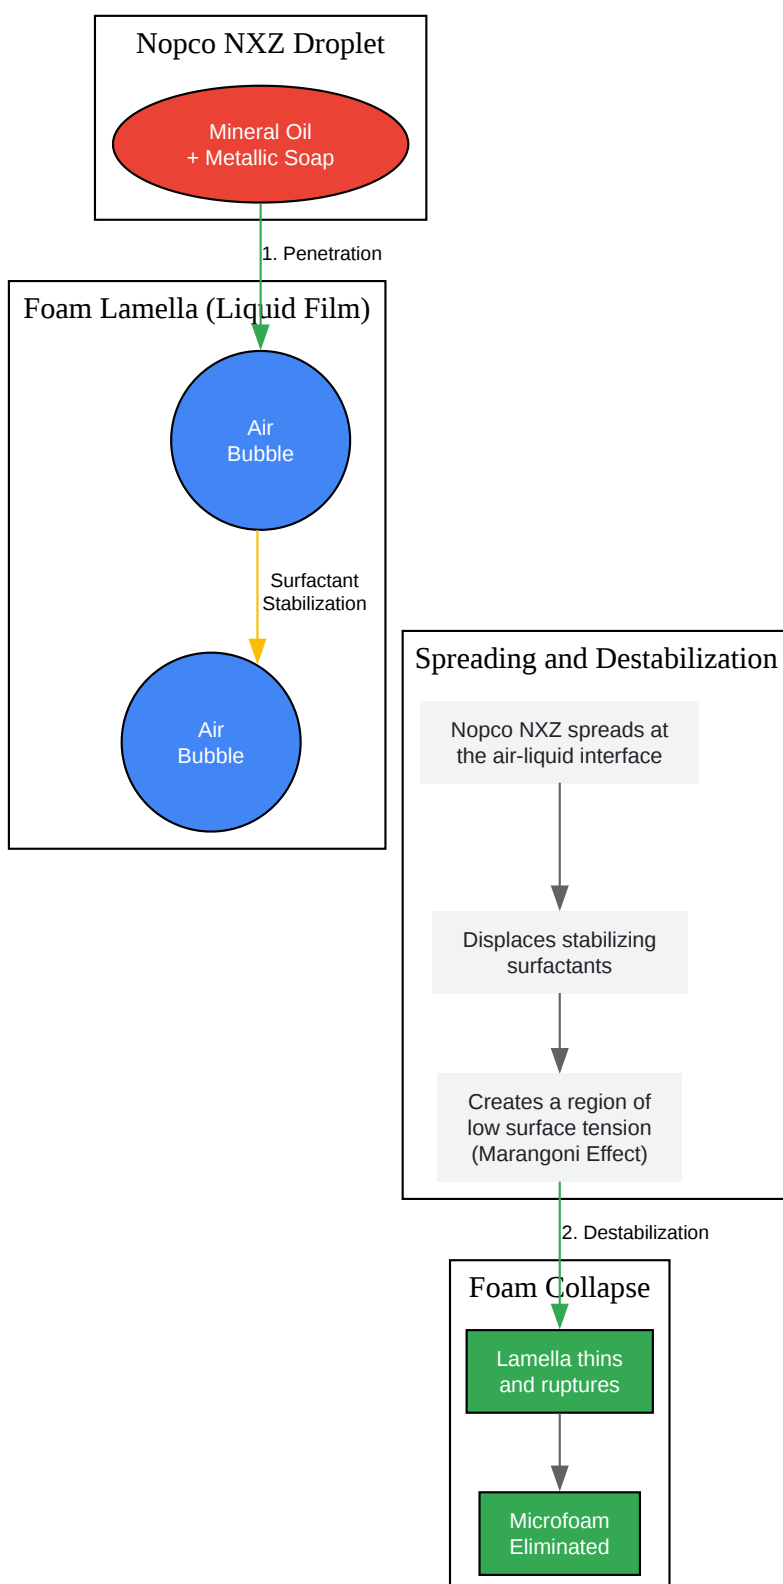 Nopco NXZ Droplet
Mineral Oil
+ Metallic Soap
1. Penetration
Foam Lamella (Liquid Film)
Air
Bubble
Surfactant
Stabilization
Air
Bubble
Spreading and Destabilization
Nopco NXZ spreads at
the air-liquid interface
Displaces stabilizing
surfactants
Creates a region of
low surface tension
(Marangoni Effect)
2. Destabilization
Foam Collapse
Lamella thins
and ruptures
Microfoam
Eliminated